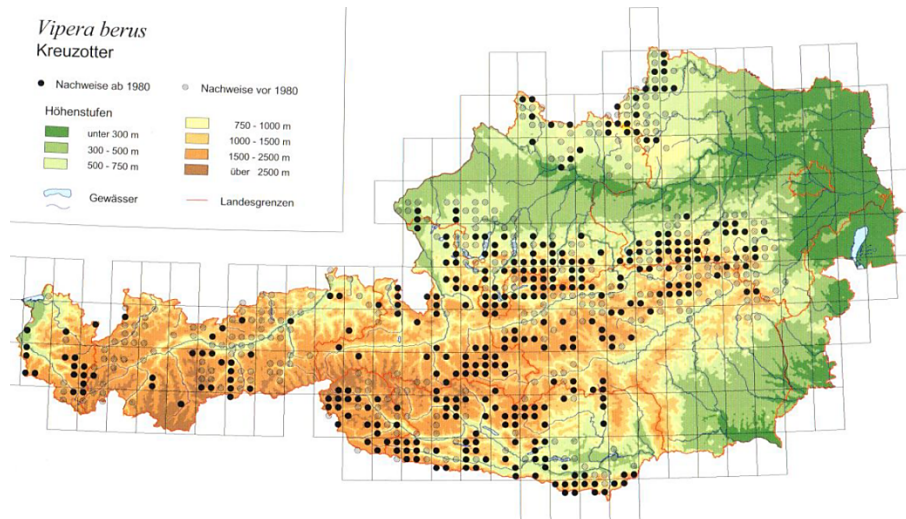 Vipera berus
Kreuzotter
Nachweise ab 1980
Nachweise vor 1980
Höhenstufen
unter 300 m
300 - 500 m
500 - 750 m
750 - 1000 m
1000 - 1500 m
1500 - 2500 m
über 2500 m
Gewässer
Landesgrenzen